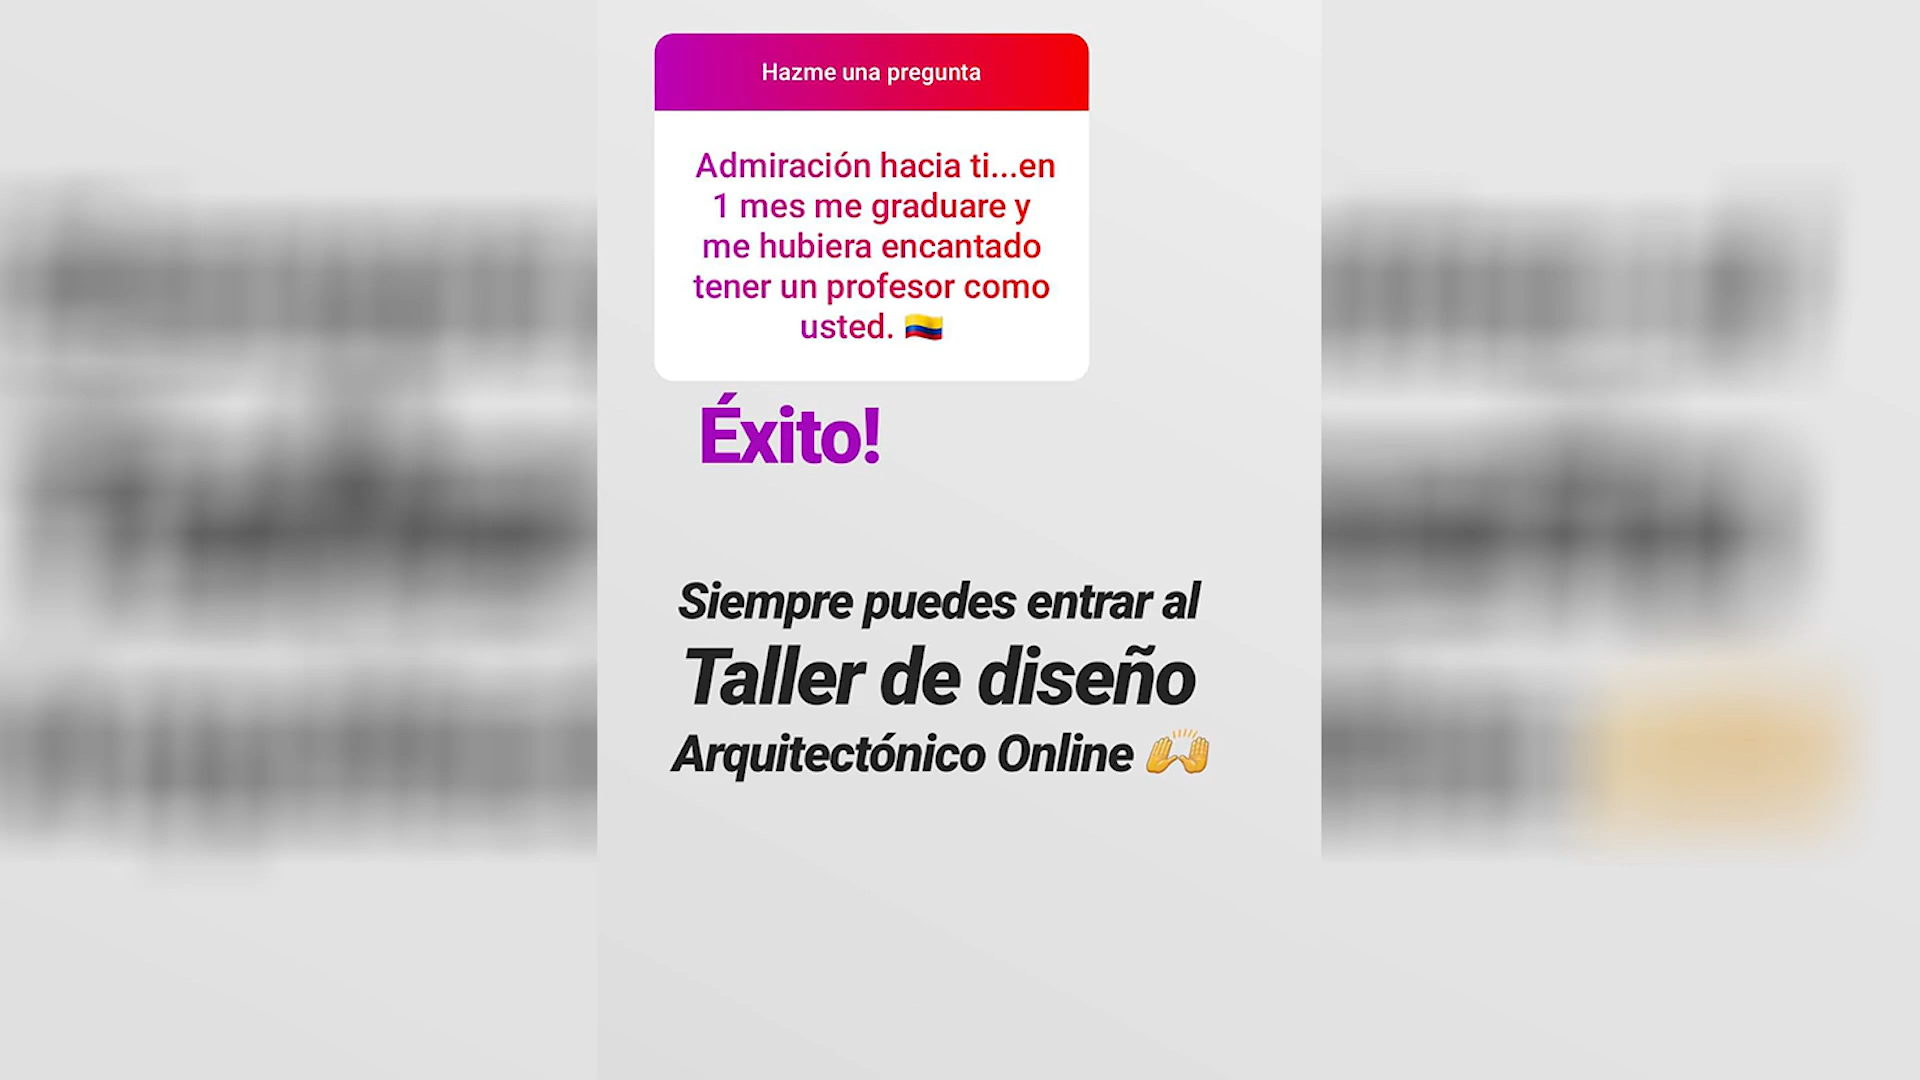 Hazme una pregunta
Admiración hacia ti...en
1 mes me graduare y
me hubiera encantado
tener un profesor como
usted. 🇨🇴
Éxito!
Siempre puedes entrar al
Taller de diseño
Arquitectónico Online 🙌